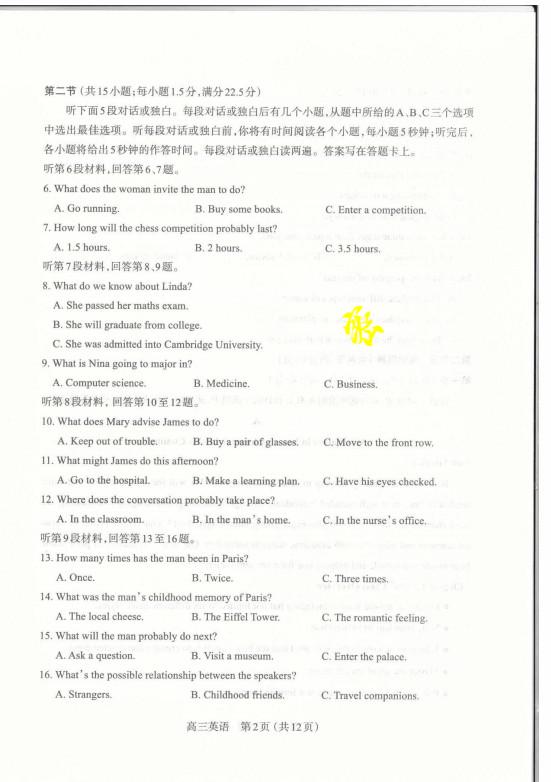 第二节 (共15小题;每小题1.5分,满分22.5分)
听下面5段对话或独白。每段对话或独白后有几个小题,从题中所给的A、B、C三个选项
中选出最佳选项。听每段对话或独白前,你将有时间阅读各个小题,每小题5秒钟;听完后,
各小题将给出5秒钟的作答时间。每段对话或独白读两遍。答案写在答题卡上。
听第6段材料,回答第6、7题。
6. What does the woman invite the man to do?
A. Go running. B. Buy some books. C. Enter a competition.
7. How long will the chess competition probably last?
A. 1.5 hours. B. 2 hours. C. 3.5 hours.
听第7段材料,回答第8、9题。
8. What do we know about Linda?
A. She passed her maths exam.
B. She will graduate from college.
C. She was admitted into Cambridge University.
9. What is Nina going to major in?
A. Computer science. B. Medicine. C. Business.
听第8段材料,回答第10至12题。
10. What does Mary advise James to do?
A. Keep out of trouble. B. Buy a pair of glasses. C. Move to the front row.
11. What might James do this afternoon?
A. Go to the hospital. B. Make a learning plan. C. Have his eyes checked.
12. Where does the conversation probably take place?
A. In the classroom. B. In the man's home. C. In the nurse's office.
听第9段材料,回答第13至16题。
13. How many times has the man been in Paris?
A. Once. B. Twice. C. Three times.
14. What was the man's childhood memory of Paris?
A. The local cheese. B. The Eiffel Tower. C. The romantic feeling.
15. What will the man probably do next?
A. Ask a question. B. Visit a museum. C. Enter the palace.
16. What's the possible relationship between the speakers?
A. Strangers. B. Childhood friends. C. Travel companions.
高三英语 第2页(共12页)